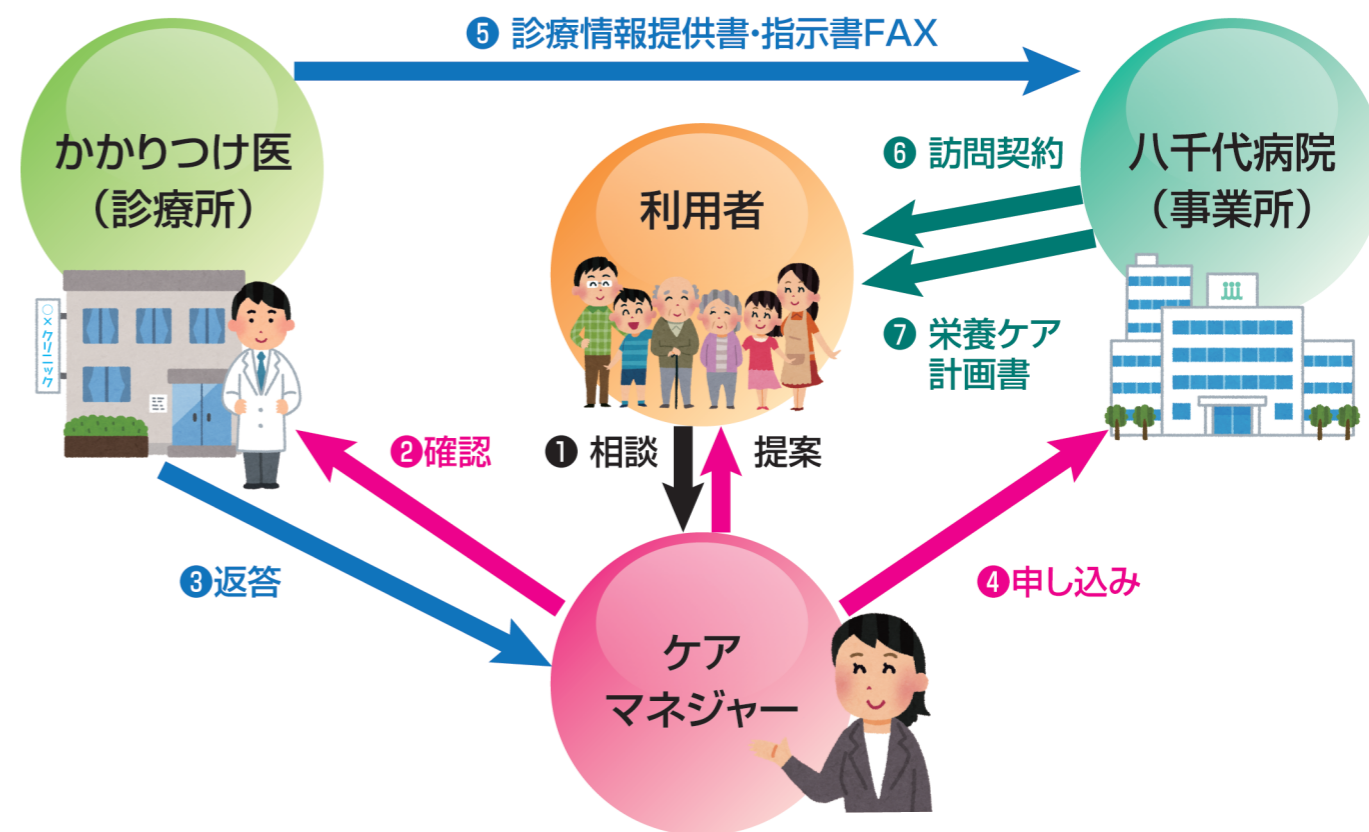 ❺ 診療情報提供書・指示書FAX
かかりつけ医
（診療所）
八千代病院
（事業所）
❻ 訪問契約
利用者
❼ 栄養ケア
計画書
○×クリニック
❷確認
❶ 相談
提案
❸返答
❹申し込み
ケア
マネジャー